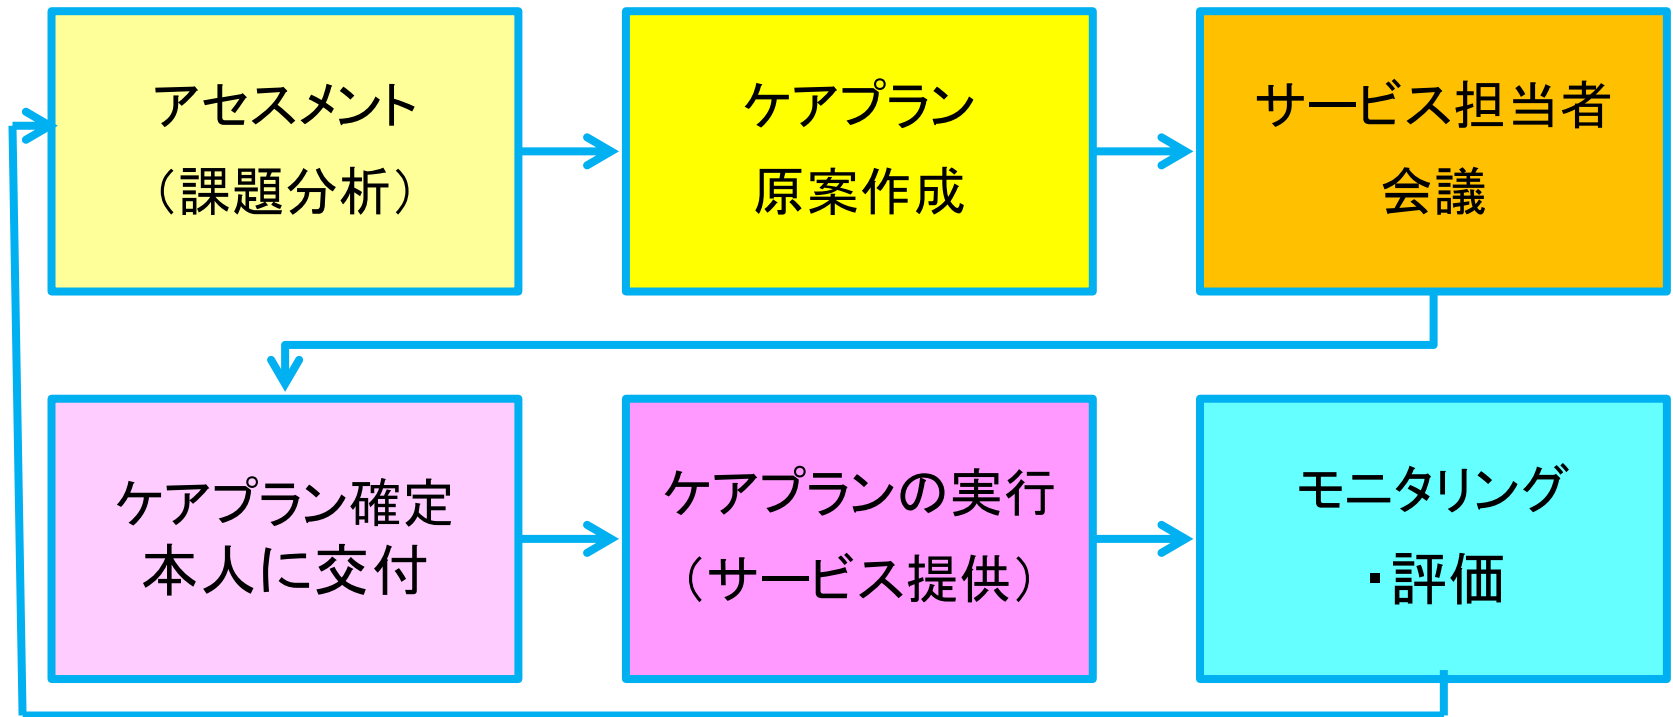 アセスメント
（課題分析）
ケアプラン
原案作成
サービス担当者
会議
ケアプラン確定
本人に交付
ケアプランの実行
（サービス提供）
モニタリング
・評価